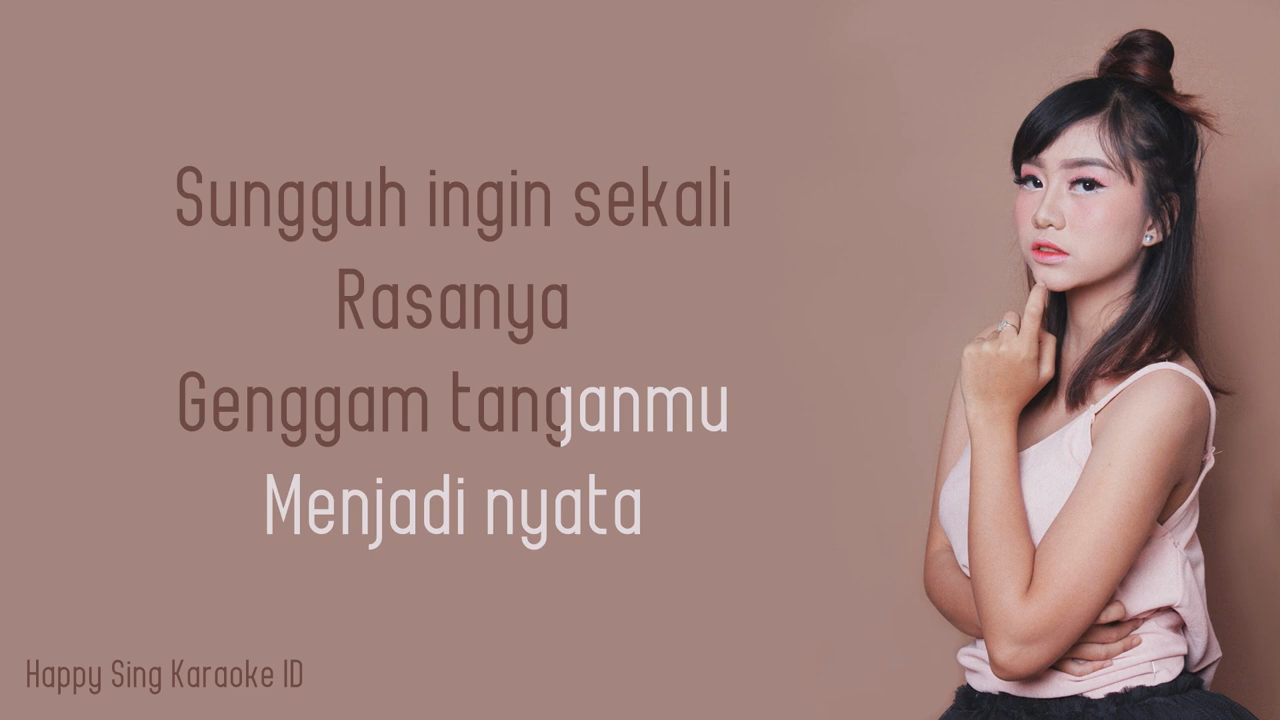 Sungguh ingin sekali
Rasanya
Genggam tanganmu
Menjadi nyata
Happy Sing Karaoke ID